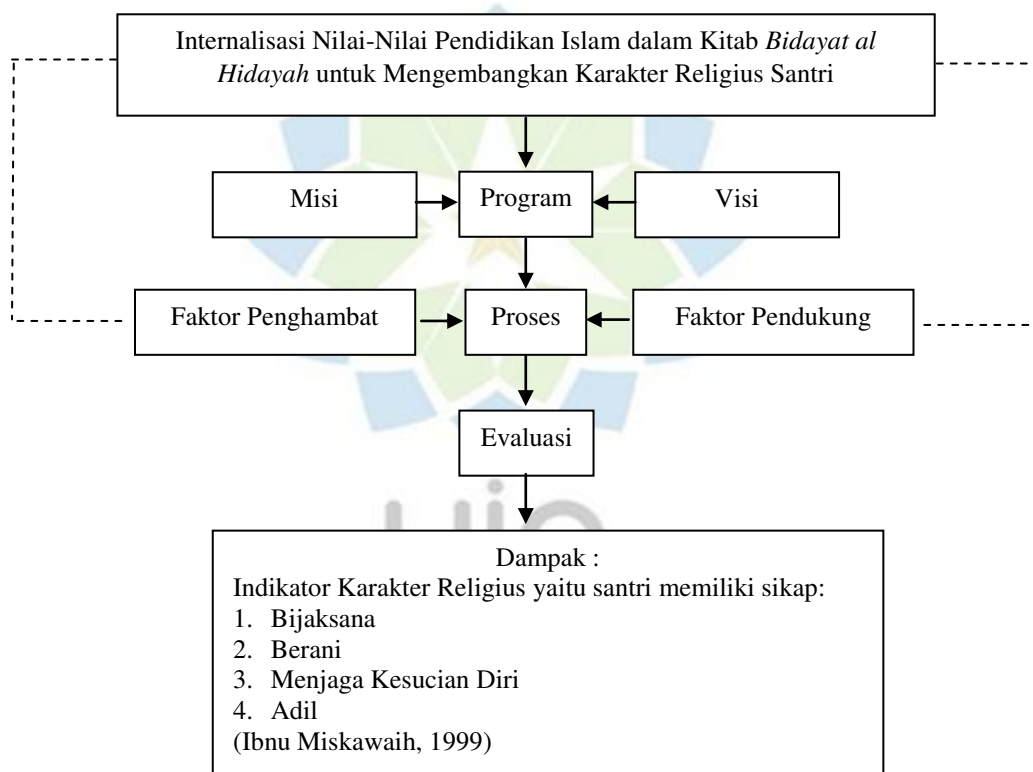 Internalisasi Nilai-Nilai Pendidikan Islam dalam Kitab Bidayat al
Hidayah untuk Mengembangkan Karakter Religius Santri
Misi
Program
Visi
Faktor Penghambat
Proses
Faktor Pendukung
Evaluasi
uin
Dampak :
Indikator Karakter Religius yaitu santri memiliki sikap:
1. Bijaksana
2. Berani
3. Menjaga Kesucian Diri
4. Adil
(Ibnu Miskawaih, 1999)